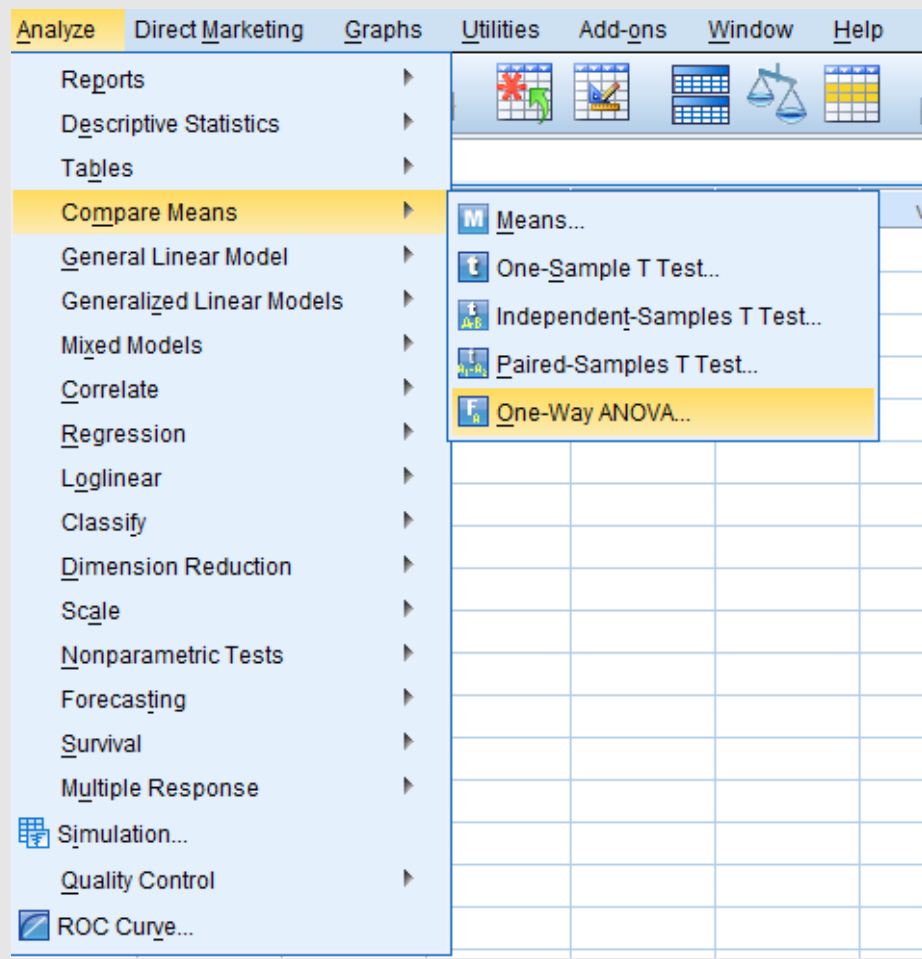 Analyze Direct Marketing Graphs Utilities Add-ons Window Help
Reports
Descriptive Statistics
Tables
Compare Means
General Linear Model
Generalized Linear Models
Mixed Models
Correlate
Regression
Loglinear
Classify
Dimension Reduction
Scale
Nonparametric Tests
Forecasting
Survival
Multiple Response
Simulation...
Quality Control
ROC Curve...
Means...
One-Sample T Test...
Independent-Samples T Test...
Paired-Samples T Test...
One-Way ANOVA...